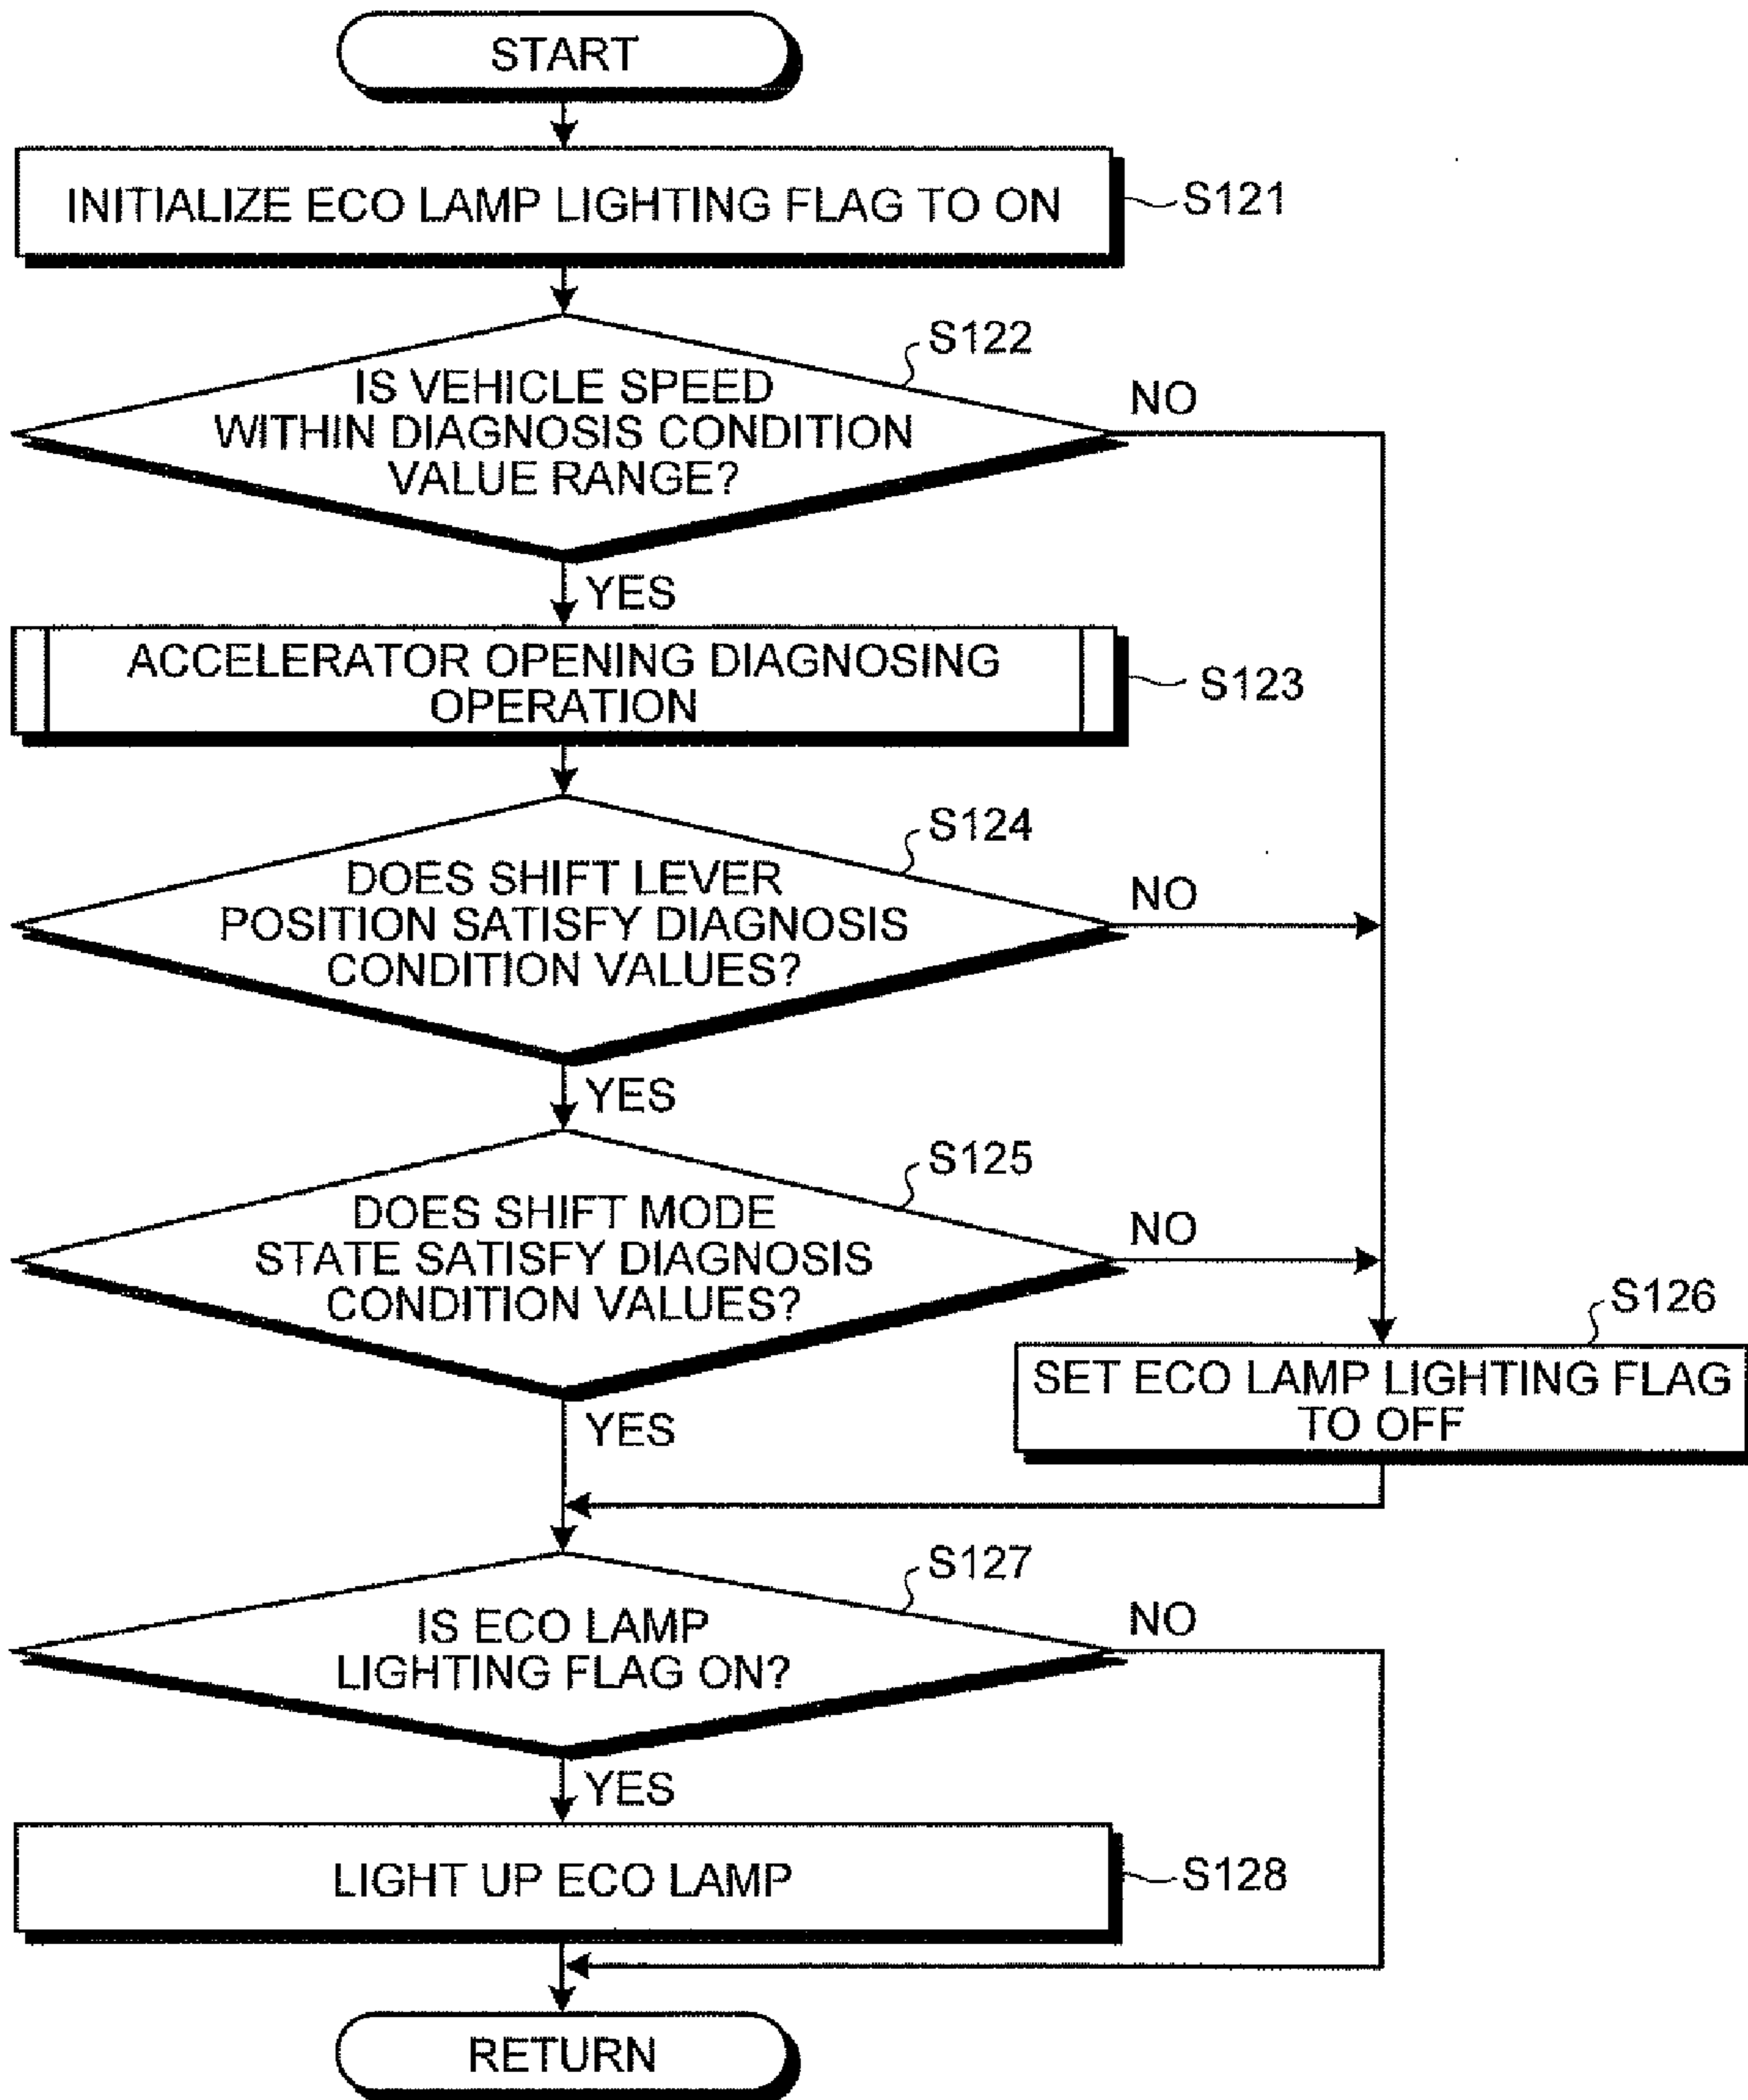 START
INITIALIZE ECO LAMP LIGHTING FLAG TO ON
S121
S122
IS VEHICLE SPEED
WITHIN DIAGNOSIS CONDITION
VALUE RANGE?
NO
YES
ACCELERATOR OPENING DIAGNOSING
OPERATION
S123
S124
DOES SHIFT LEVER
POSITION SATISFY DIAGNOSIS
CONDITION VALUES?
NO
YES
S125
DOES SHIFT MODE
STATE SATISFY DIAGNOSIS
CONDITION VALUES?
NO
YES
S126
SET ECO LAMP LIGHTING FLAG
TO OFF
S127
IS ECO LAMP
LIGHTING FLAG ON?
NO
YES
LIGHT UP ECO LAMP
S128
RETURN